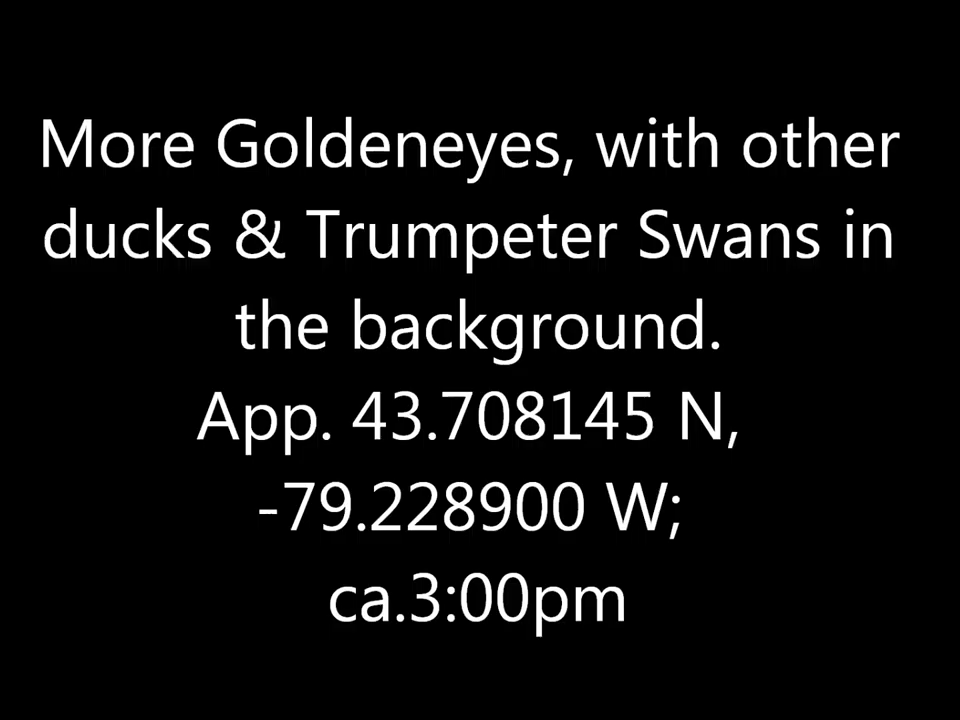 More Goldeneyes, with other
ducks & Trumpeter Swans in
the background.
App. 43.708145 N,
-79.228900 W;
ca.3:00pm